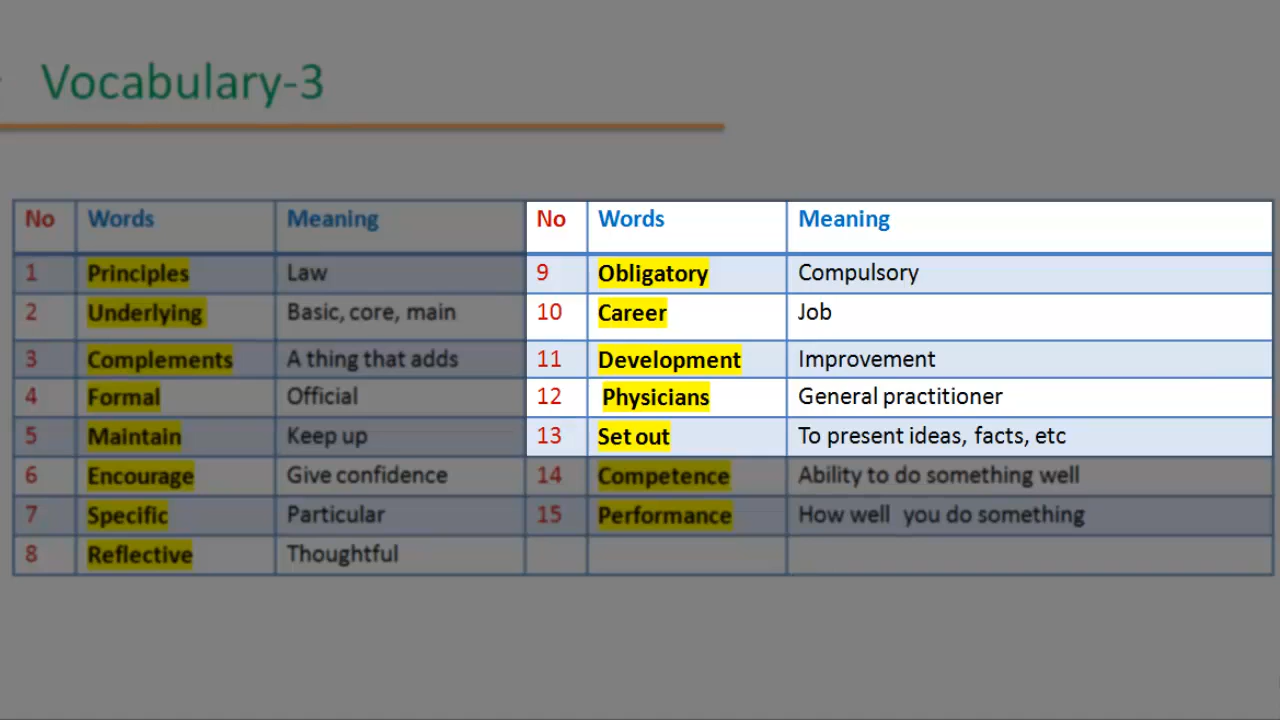 Vocabulary-3
No Words Meaning No Words Meaning
1 Principles Law 9 Obligatory Compulsory
2 Underlying Basic, core, main 10 Career Job
3 Complements A thing that adds 11 Development Improvement
4 Formal Official 12 Physicians General practitioner
5 Maintain Keep up 13 Set out To present ideas, facts, etc
6 Encourage Give confidence 14 Competence Ability to do something well
7 Specific Particular 15 Performance How well you do something
8 Reflective Thoughtful